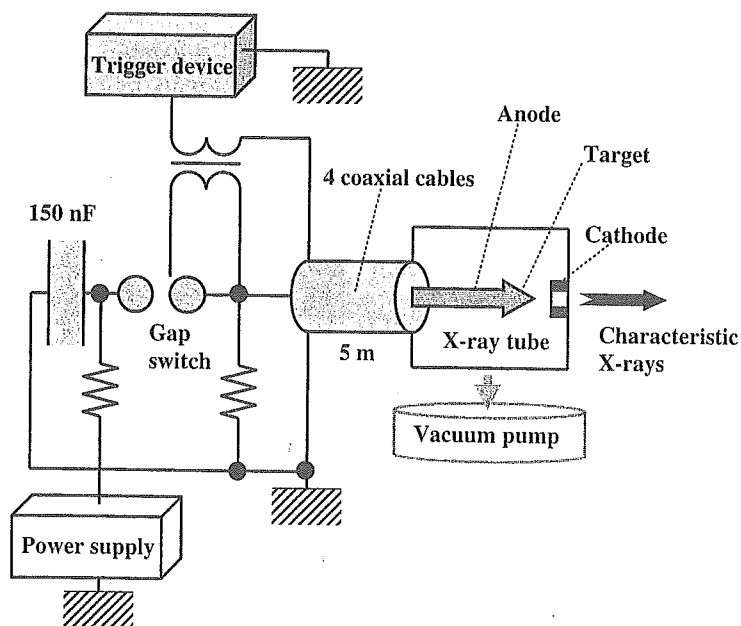 Trigger device
Anode
Target
4 coaxial cables
150 nF
Cathode
Gap
switch
X-ray tube
5 m
Characteristic
X-rays
Vacuum pump
Power supply